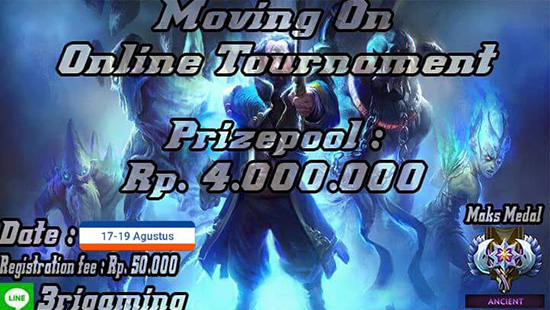 Moving On
Online Tournament
Prizepool :
Rp. 4.000.000
Maks Medal
Date : 17-19 Agustus
Registration fee : Rp. 50.000
LINE 3rigaming
ANCIENT